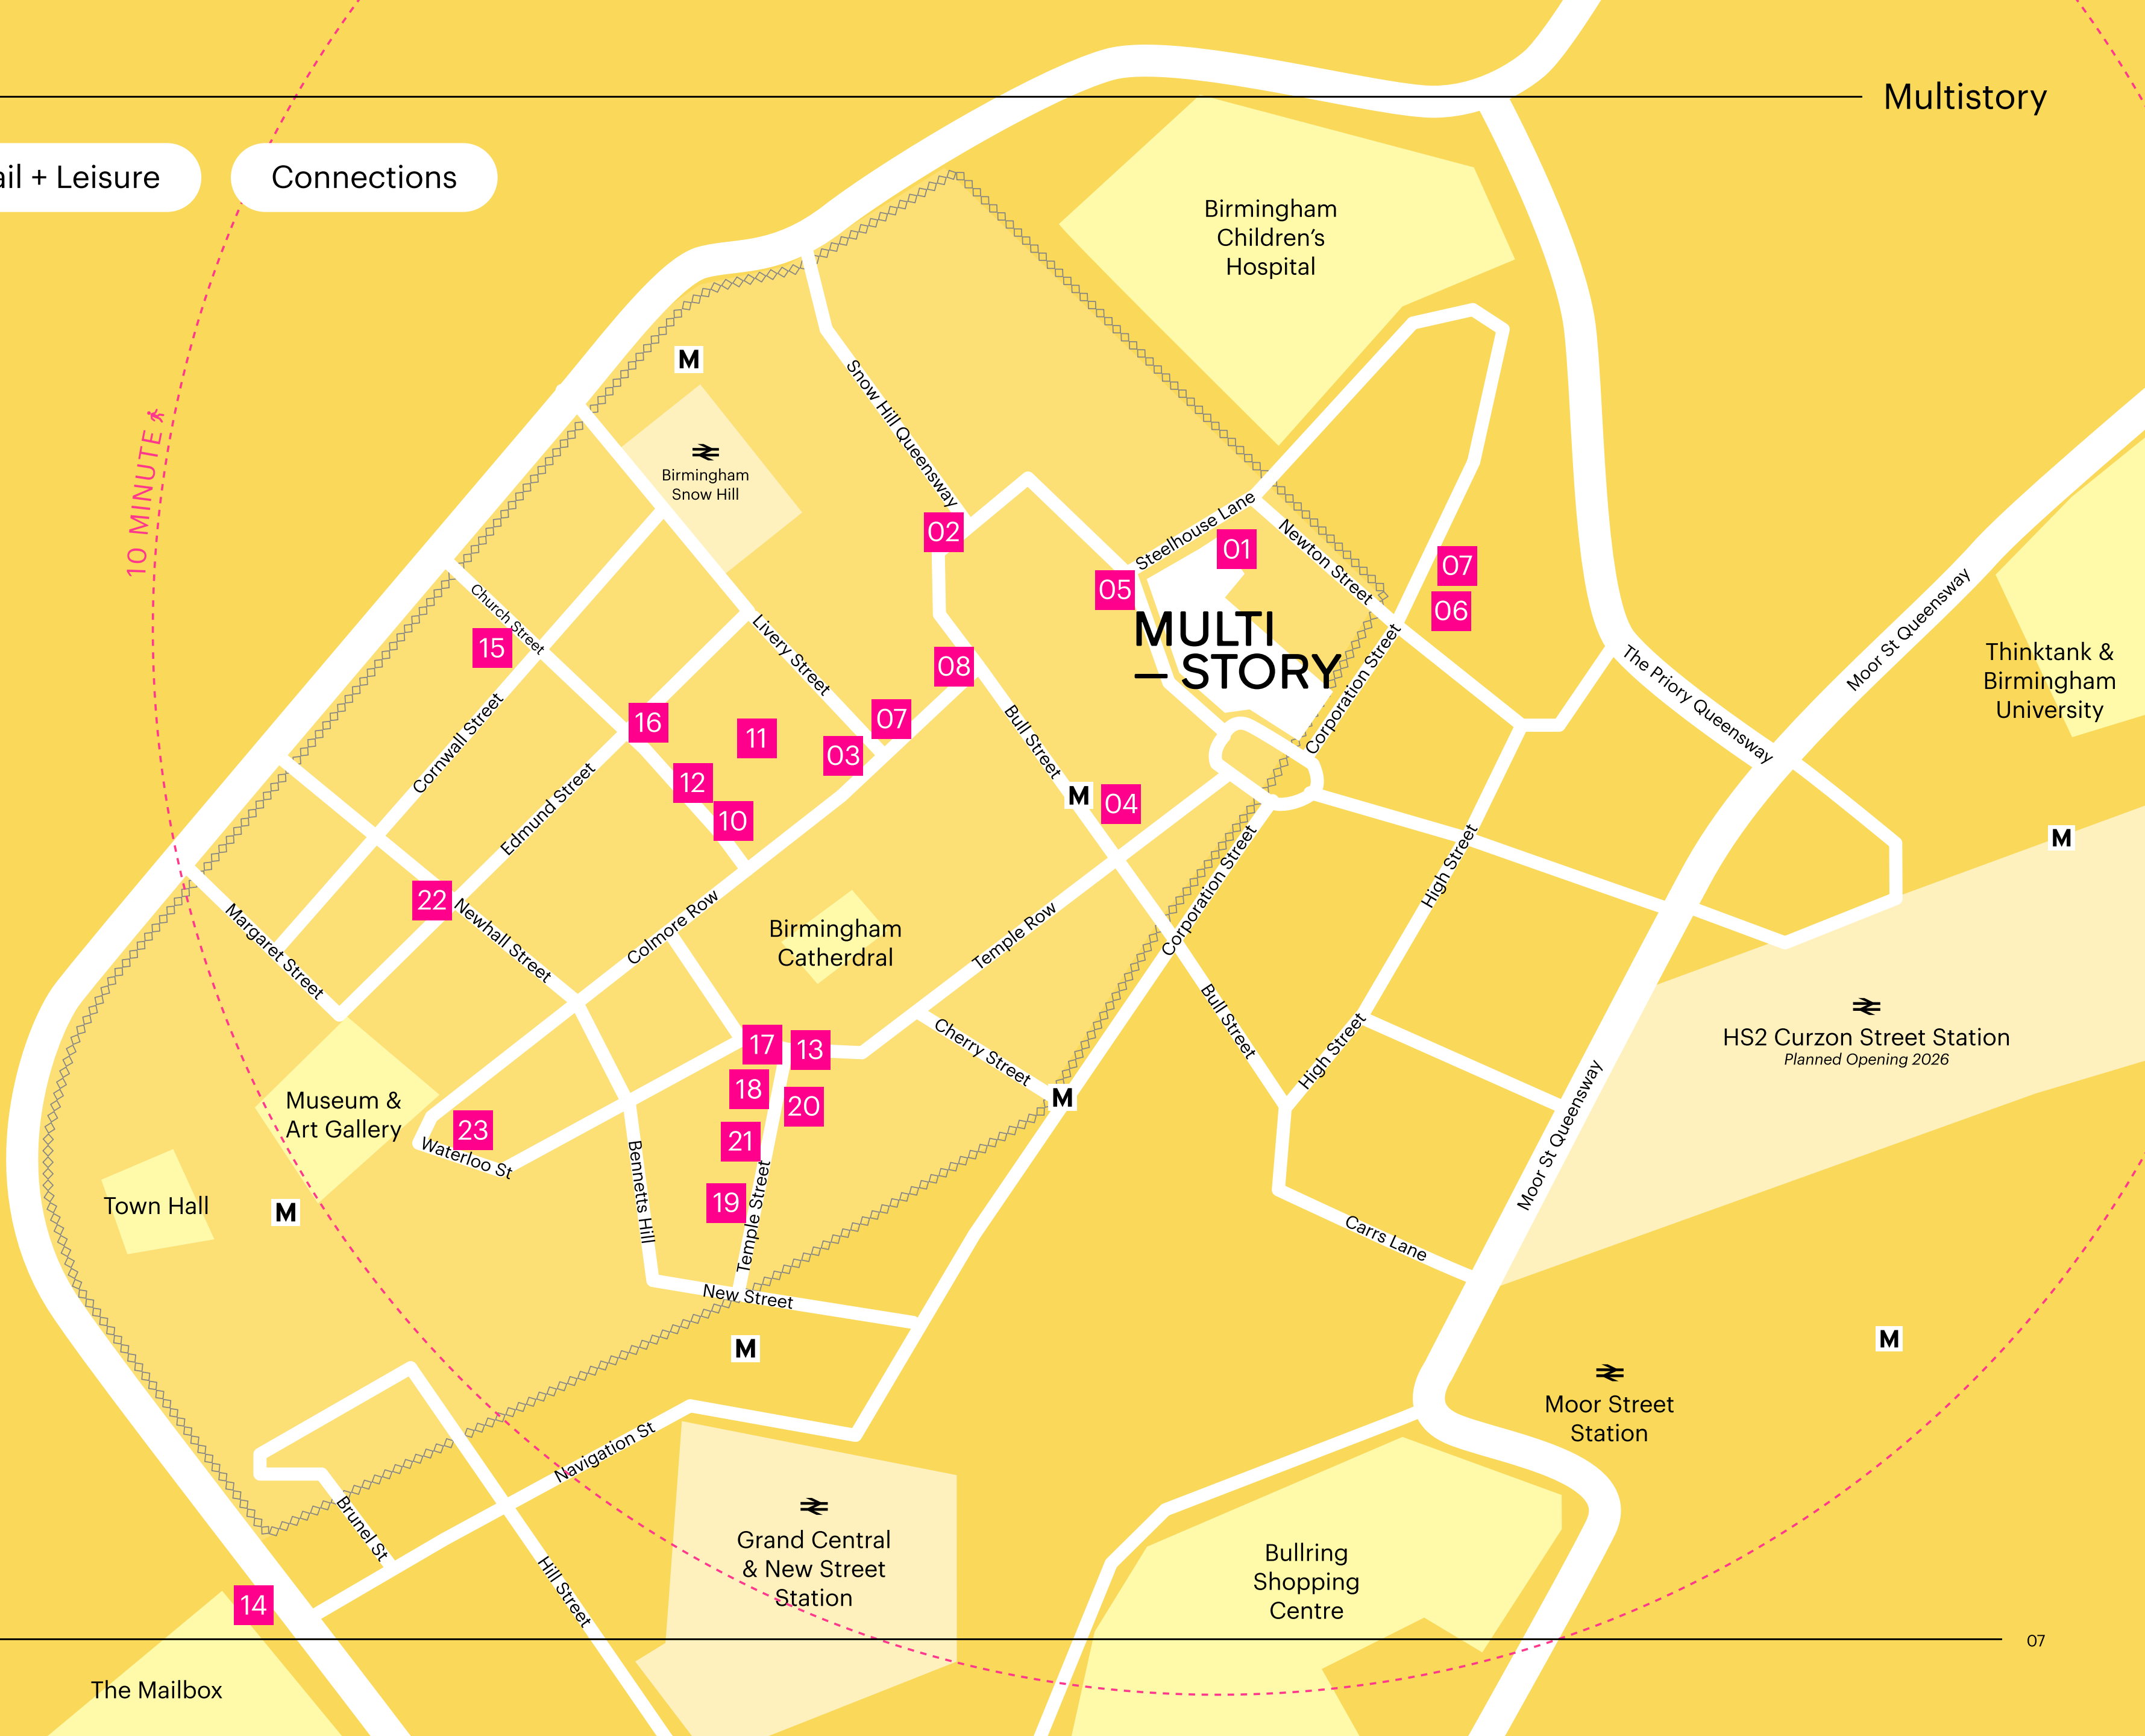 Multistory
ail + Leisure
Connections
Birmingham
Children's
Hospital
M
10 MINUTE
Birmingham
Snow Hill
Snow Hill Queensway
02
Steelhouse Lane
01
Newton Street
05
07
06
MULTI
— STORY
Church Street
15
Livery Street
08
Corporation Street
The Priory Queensway
Moor St Queensway
Thinktank &
Birmingham
University
Cornwall Street
16
11
07
03
Bull Street
12
10
M
04
Edmund Street
M
High Street
22
Newhall Street
Margaret Street
Colmore Row
Birmingham
Catherdral
Temple Row
Corporation Street
HS2 Curzon Street Station
Planned Opening 2026
Bull Street
High Street
Cherry Street
17
13
18
20
M
Museum &
Art Gallery
23
Waterloo St
21
Bennetts Hill
19
Temple Street
Moor St Queensway
Town Hall
M
Carrs Lane
New Street
M
M
Moor Street
Station
Navigation St
Brunel St
Hill Street
Grand Central
& New Street
Station
Bullring
Shopping
Centre
14
The Mailbox
07